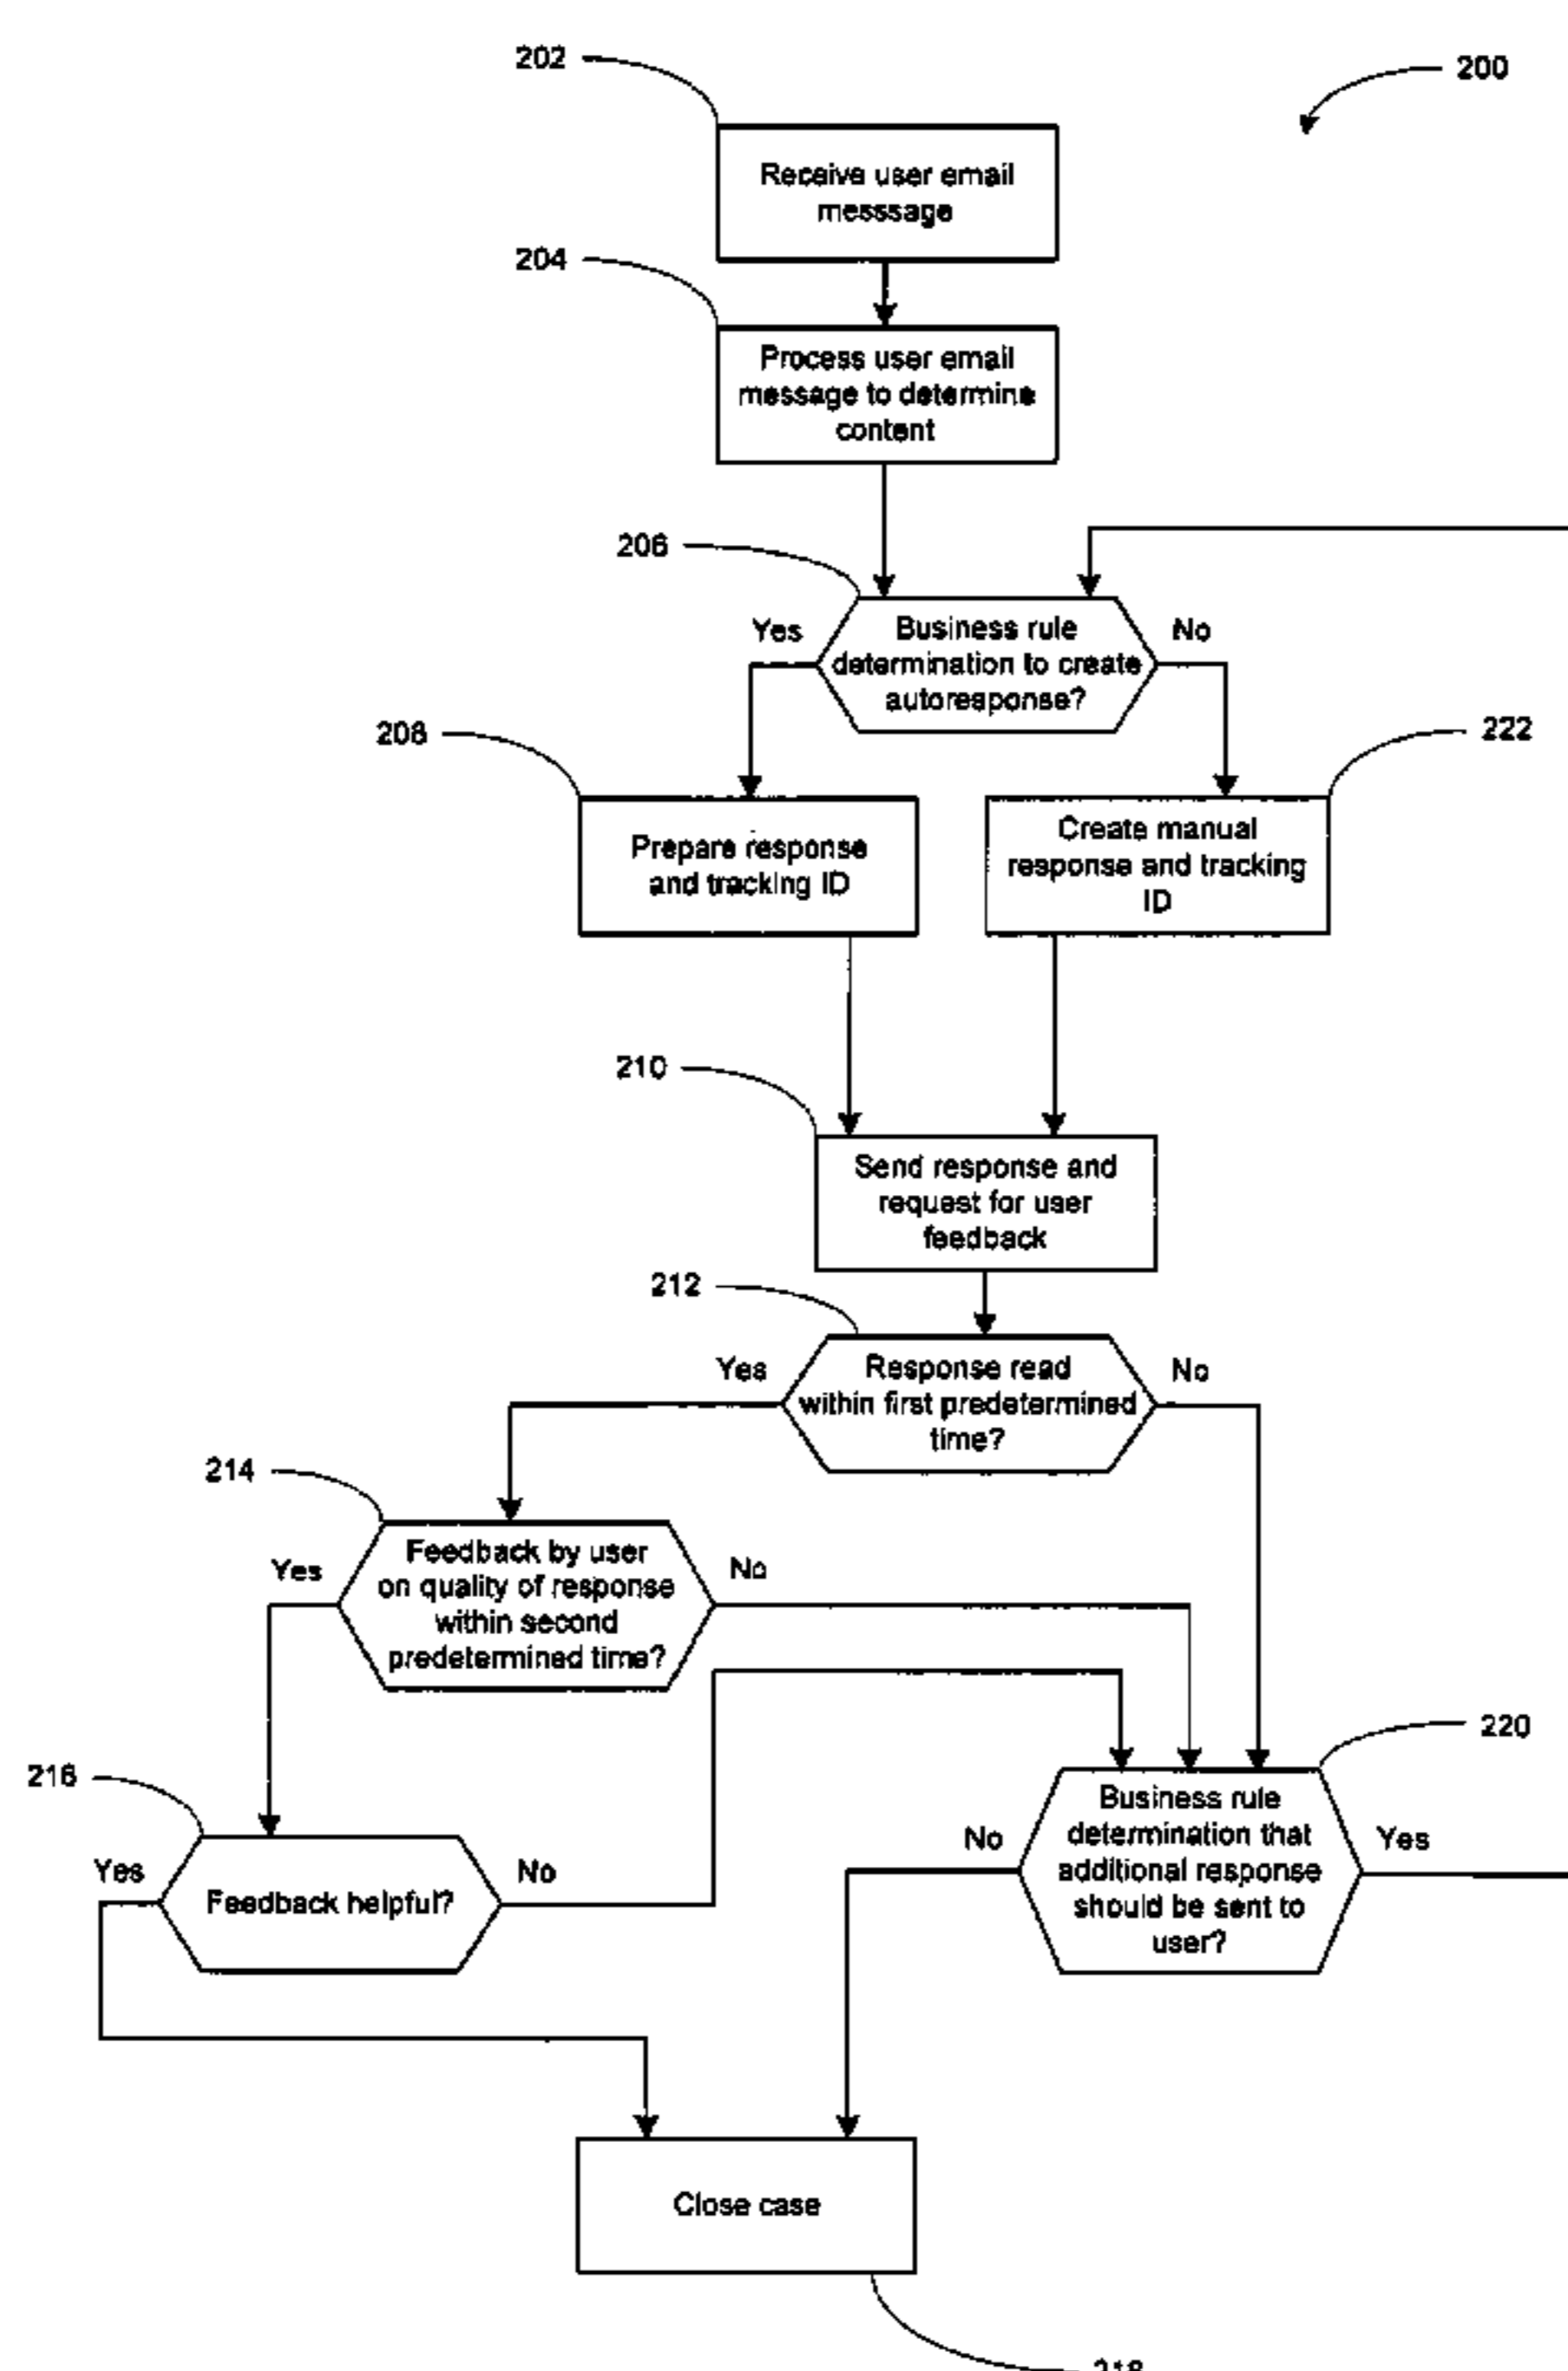 202
200
Receive user email
messsage
204
Process user email
message to determine
content
206
Yes
Business rule
determination to create
autoresponse?
No
208
222
Prepare response
and tracking ID
Create manual
response and tracking
ID
210
Send response and
request for user
feedback
212
Yes
Response read
within first predetermined
time?
No
214
Yes
Feedback by user
on quality of response
within second
predetermined time?
No
220
216
Business rule
determination that
additional response
should be sent to
user?
No
Yes
Yes
Feedback helpful?
No
Close case
218